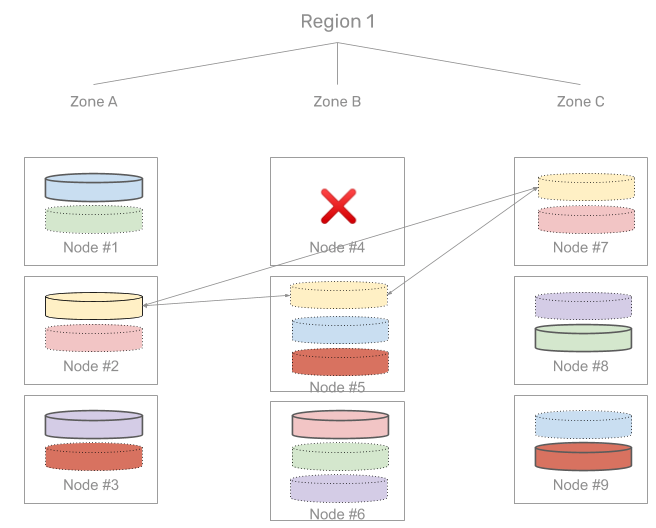 Region 1
Zone A
Zone B
Zone C
Node #1
Node #4
Node #7
Node #2
Node #5
Node #8
Node #3
Node #6
Node #9